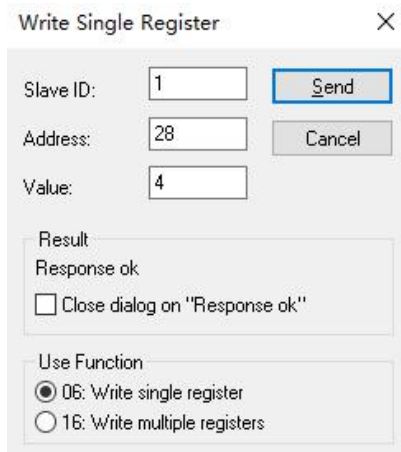 Write Single Register
Slave ID: 1 Send
Address: 28 Cancel
Value: 4
Result
Response ok
Close dialog on "Response ok"
Use Function
06: Write single register
16: Write multiple registers